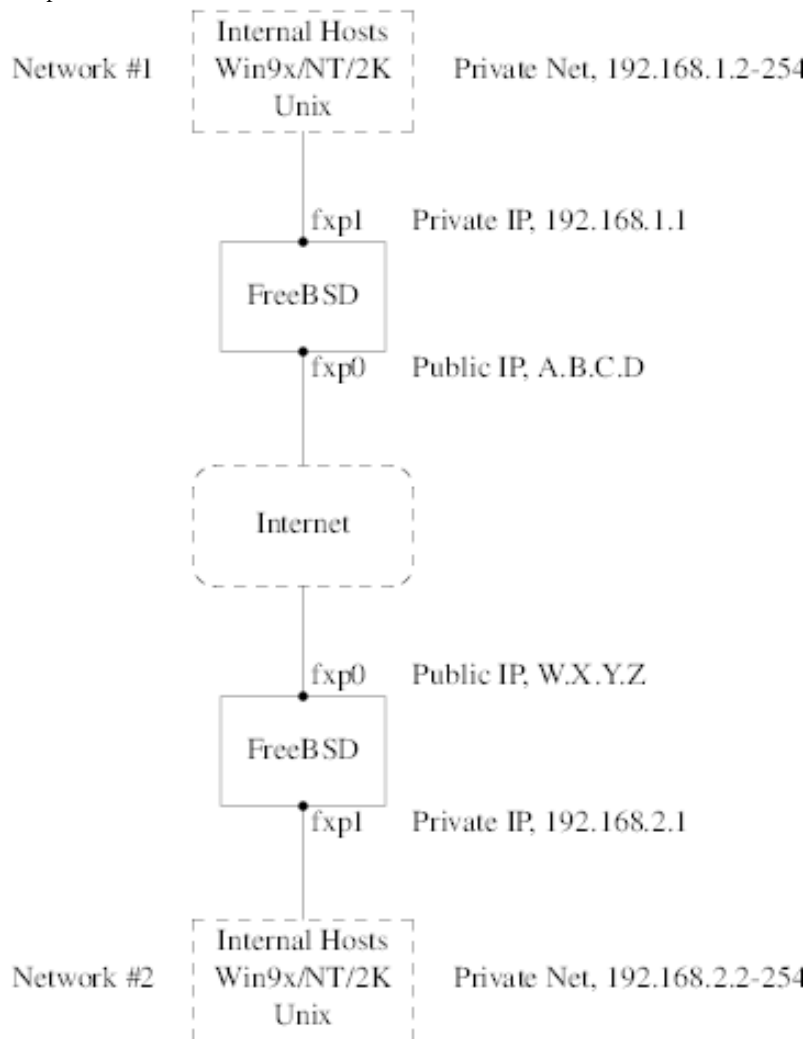 Internal Hosts
Network #1 Win9x/NT/2K Private Net, 192.168.1.2-254
Unix
fxp1 Private IP, 192.168.1.1
FreeBSD
fxp0 Public IP, A.B.C.D
Internet
fxp0 Public IP, W.X.Y.Z
FreeBSD
fxp1 Private IP, 192.168.2.1
Internal Hosts
Network #2 Win9x/NT/2K Private Net, 192.168.2.2-254
Unix